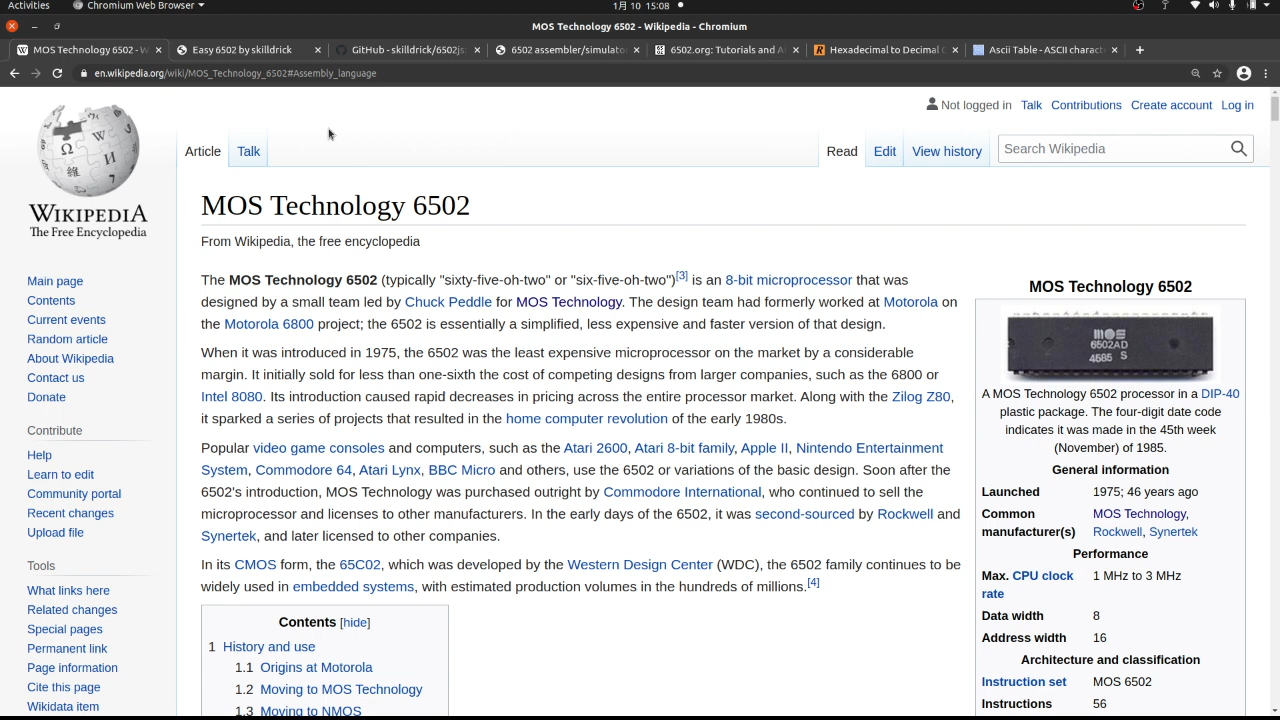 Activities
Chromium Web Browser
1月 10 15:08
MOS Technology 6502 - Wikipedia - Chromium
MOS Technology 6502 - W
Easy 6502 by skilldrick
GitHub - skilldrick/6502js
6502 assembler/simulator
6502.org: Tutorials and A
Hexadecimal to Decimal C
Ascii Table - ASCII charact
en.wikipedia.org/wiki/MOS_Technology_6502#Assembly_language
Not logged in Talk Contributions Create account Log in
Article Talk Read Edit View history Search Wikipedia
WIKIPEDIA
The Free Encyclopedia
Main page
Contents
Current events
Random article
About Wikipedia
Contact us
Donate
Contribute
Help
Learn to edit
Community portal
Recent changes
Upload file
Tools
What links here
Related changes
Special pages
Permanent link
Page information
Cite this page
Wikidata item
MOS Technology 6502
From Wikipedia, the free encyclopedia
The MOS Technology 6502 (typically "sixty-five-oh-two" or "six-five-oh-two")[3] is an 8-bit microprocessor that was
designed by a small team led by Chuck Peddle for MOS Technology. The design team had formerly worked at Motorola on
the Motorola 6800 project; the 6502 is essentially a simplified, less expensive and faster version of that design.
When it was introduced in 1975, the 6502 was the least expensive microprocessor on the market by a considerable
margin. It initially sold for less than one-sixth the cost of competing designs from larger companies, such as the 6800 or
Intel 8080. Its introduction caused rapid decreases in pricing across the entire processor market. Along with the Zilog Z80,
it sparked a series of projects that resulted in the home computer revolution of the early 1980s.
Popular video game consoles and computers, such as the Atari 2600, Atari 8-bit family, Apple II, Nintendo Entertainment
System, Commodore 64, Atari Lynx, BBC Micro and others, use the 6502 or variations of the basic design. Soon after the
6502's introduction, MOS Technology was purchased outright by Commodore International, who continued to sell the
microprocessor and licenses to other manufacturers. In the early days of the 6502, it was second-sourced by Rockwell and
Synertek, and later licensed to other companies.
In its CMOS form, the 65C02, which was developed by the Western Design Center (WDC), the 6502 family continues to be
widely used in embedded systems, with estimated production volumes in the hundreds of millions.[4]
Contents [hide]
1 History and use
1.1 Origins at Motorola
1.2 Moving to MOS Technology
1.3 Moving to NMOS
MOS Technology 6502
mos
6502AD
4585 S
A MOS Technology 6502 processor in a DIP-40
plastic package. The four-digit date code
indicates it was made in the 45th week
(November) of 1985.
General information
Launched 1975; 46 years ago
Common MOS Technology,
manufacturer(s) Rockwell, Synertek
Performance
Max. CPU clock 1 MHz to 3 MHz
rate
Data width 8
Address width 16
Architecture and classification
Instruction set MOS 6502
Instructions 56